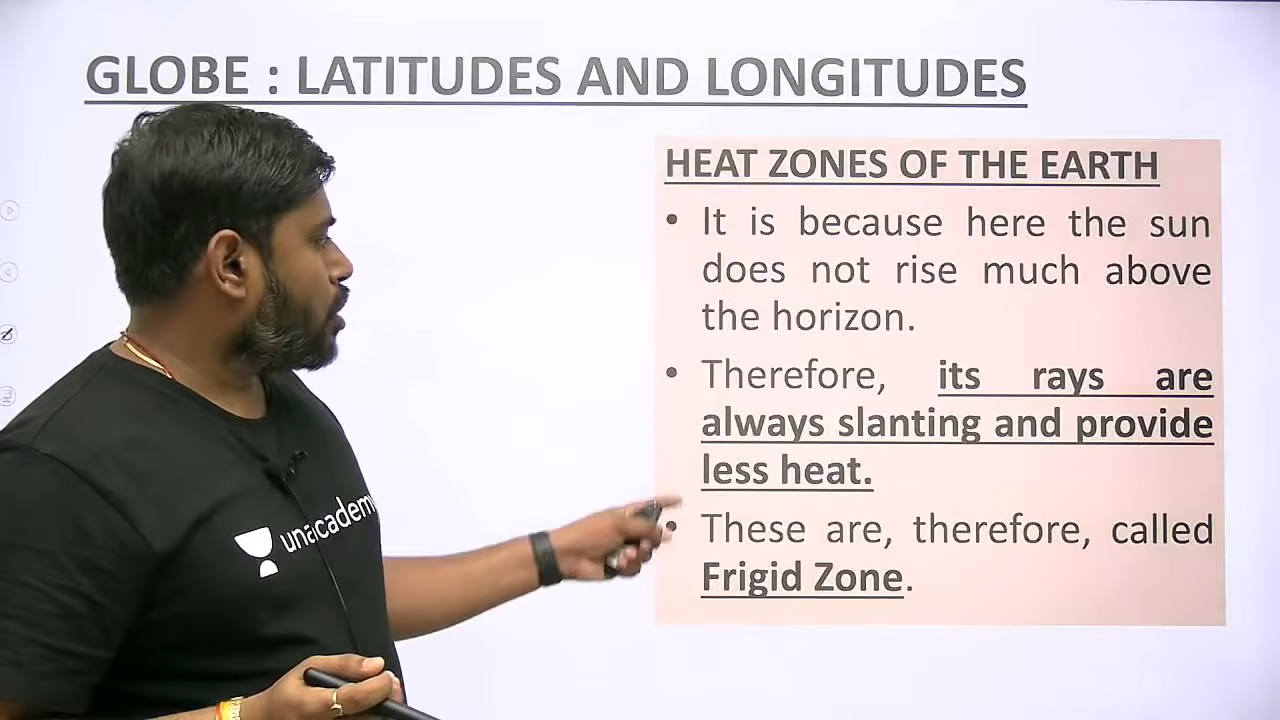 GLOBE : LATITUDES AND LONGITUDES
HEAT ZONES OF THE EARTH
• It is because here the sun
does not rise much above
the horizon.
• Therefore, its rays are
always slanting and provide
less heat.
• These are, therefore, called
Frigid Zone.
unacademy